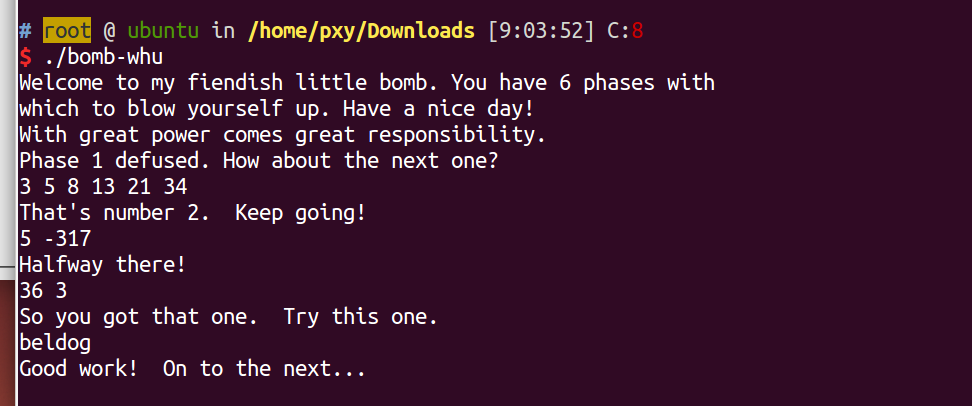 # root @ ubuntu in /home/pxy/Downloads [9:03:52] C:8
$ ./bomb-whu
Welcome to my fiendish little bomb. You have 6 phases with
which to blow yourself up. Have a nice day!
With great power comes great responsibility.
Phase 1 defused. How about the next one?
3 5 8 13 21 34
That's number 2.  Keep going!
5 -317
Halfway there!
36 3
So you got that one.  Try this one.
beldog
Good work!  On to the next...